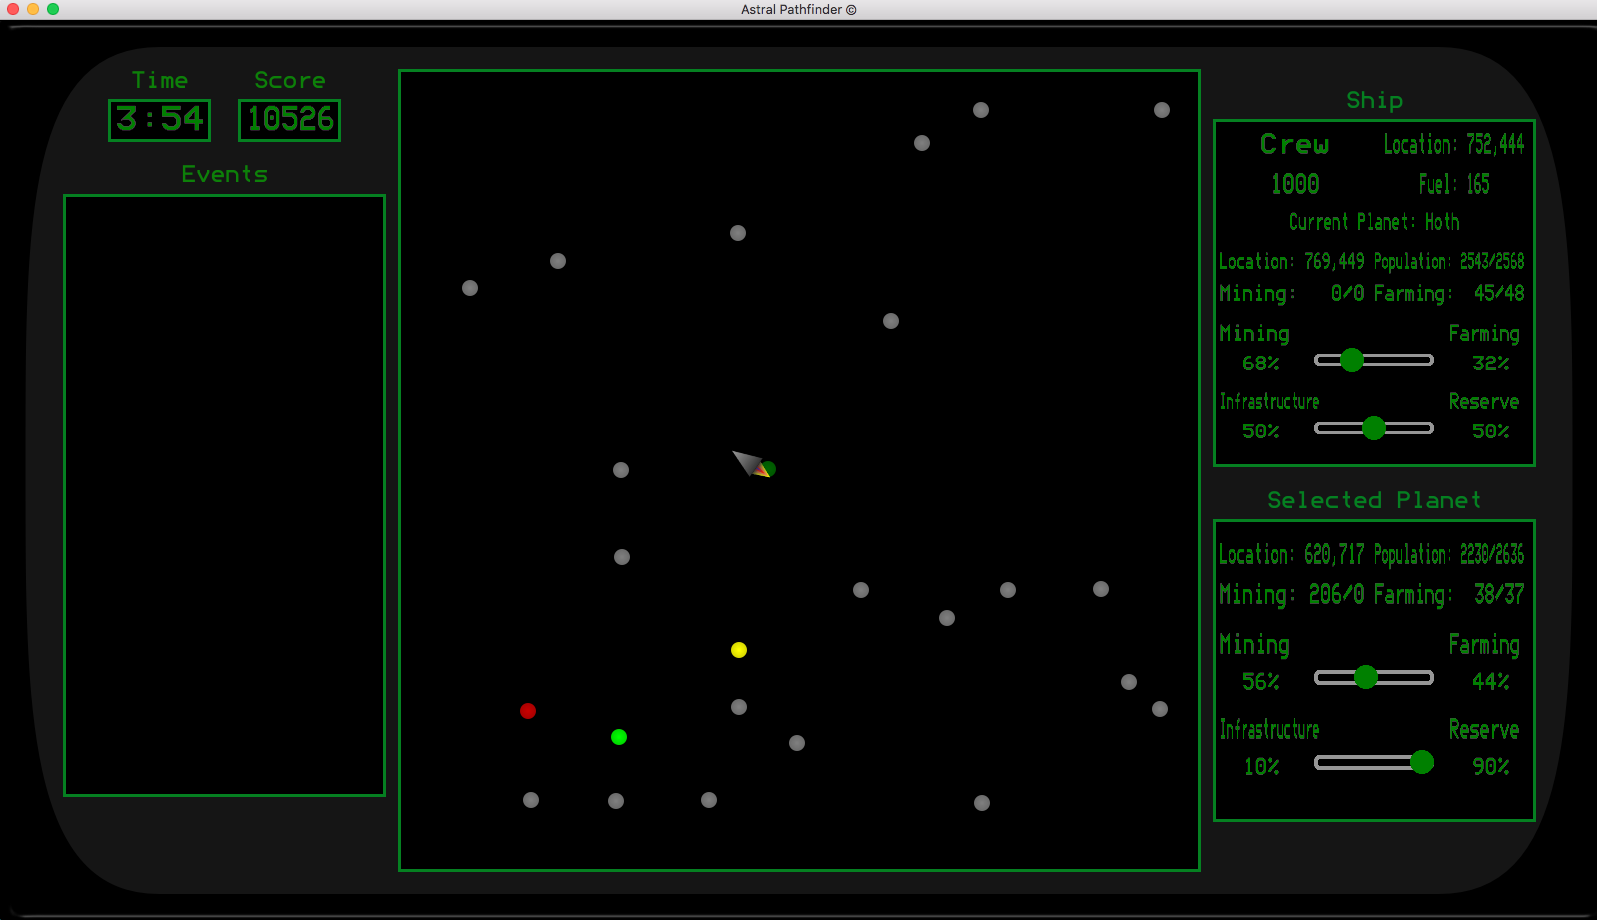 Astral Pathfinder ©
Time Score
3:54 10526
Events
Ship
Crew Location: 752,444
1000 Fuel: 165
Current Planet: Hoth
Location: 769,449 Population: 2543/2568
Mining: 0/0 Farming: 45/48
Mining Farming
68% 32%
Infrastructure Reserve
50% 50%
Selected Planet
Location: 620,717 Population: 2230/2636
Mining: 206/0 Farming: 38/37
Mining Farming
56% 44%
Infrastructure Reserve
10% 90%